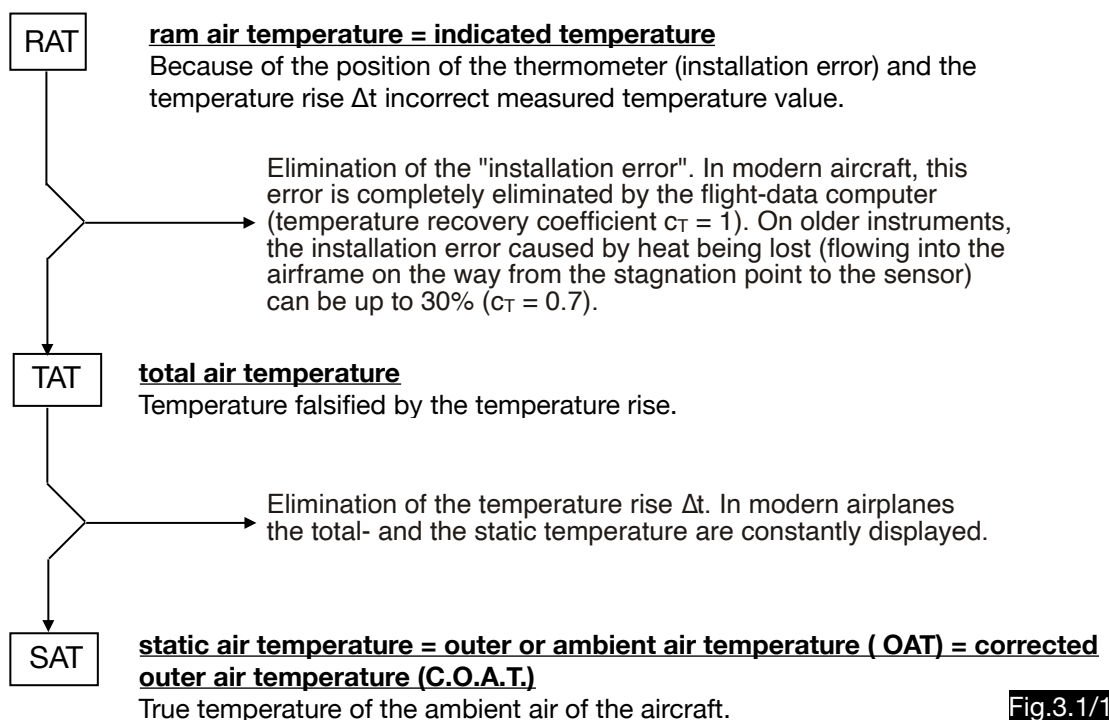 RAT
ram air temperature = indicated temperature
Because of the position of the thermometer (installation error) and the
temperature rise Δt incorrect measured temperature value.
Elimination of the "installation error". In modern aircraft, this
error is completely eliminated by the flight-data computer
(temperature recovery coefficient cT = 1). On older instruments,
the installation error caused by heat being lost (flowing into the
airframe on the way from the stagnation point to the sensor)
can be up to 30% (cT = 0.7).
TAT
total air temperature
Temperature falsified by the temperature rise.
Elimination of the temperature rise Δt. In modern airplanes
the total- and the static temperature are constantly displayed.
SAT
static air temperature = outer or ambient air temperature ( OAT) = corrected
outer air temperature (C.O.A.T.)
True temperature of the ambient air of the aircraft.
Fig.3.1/1